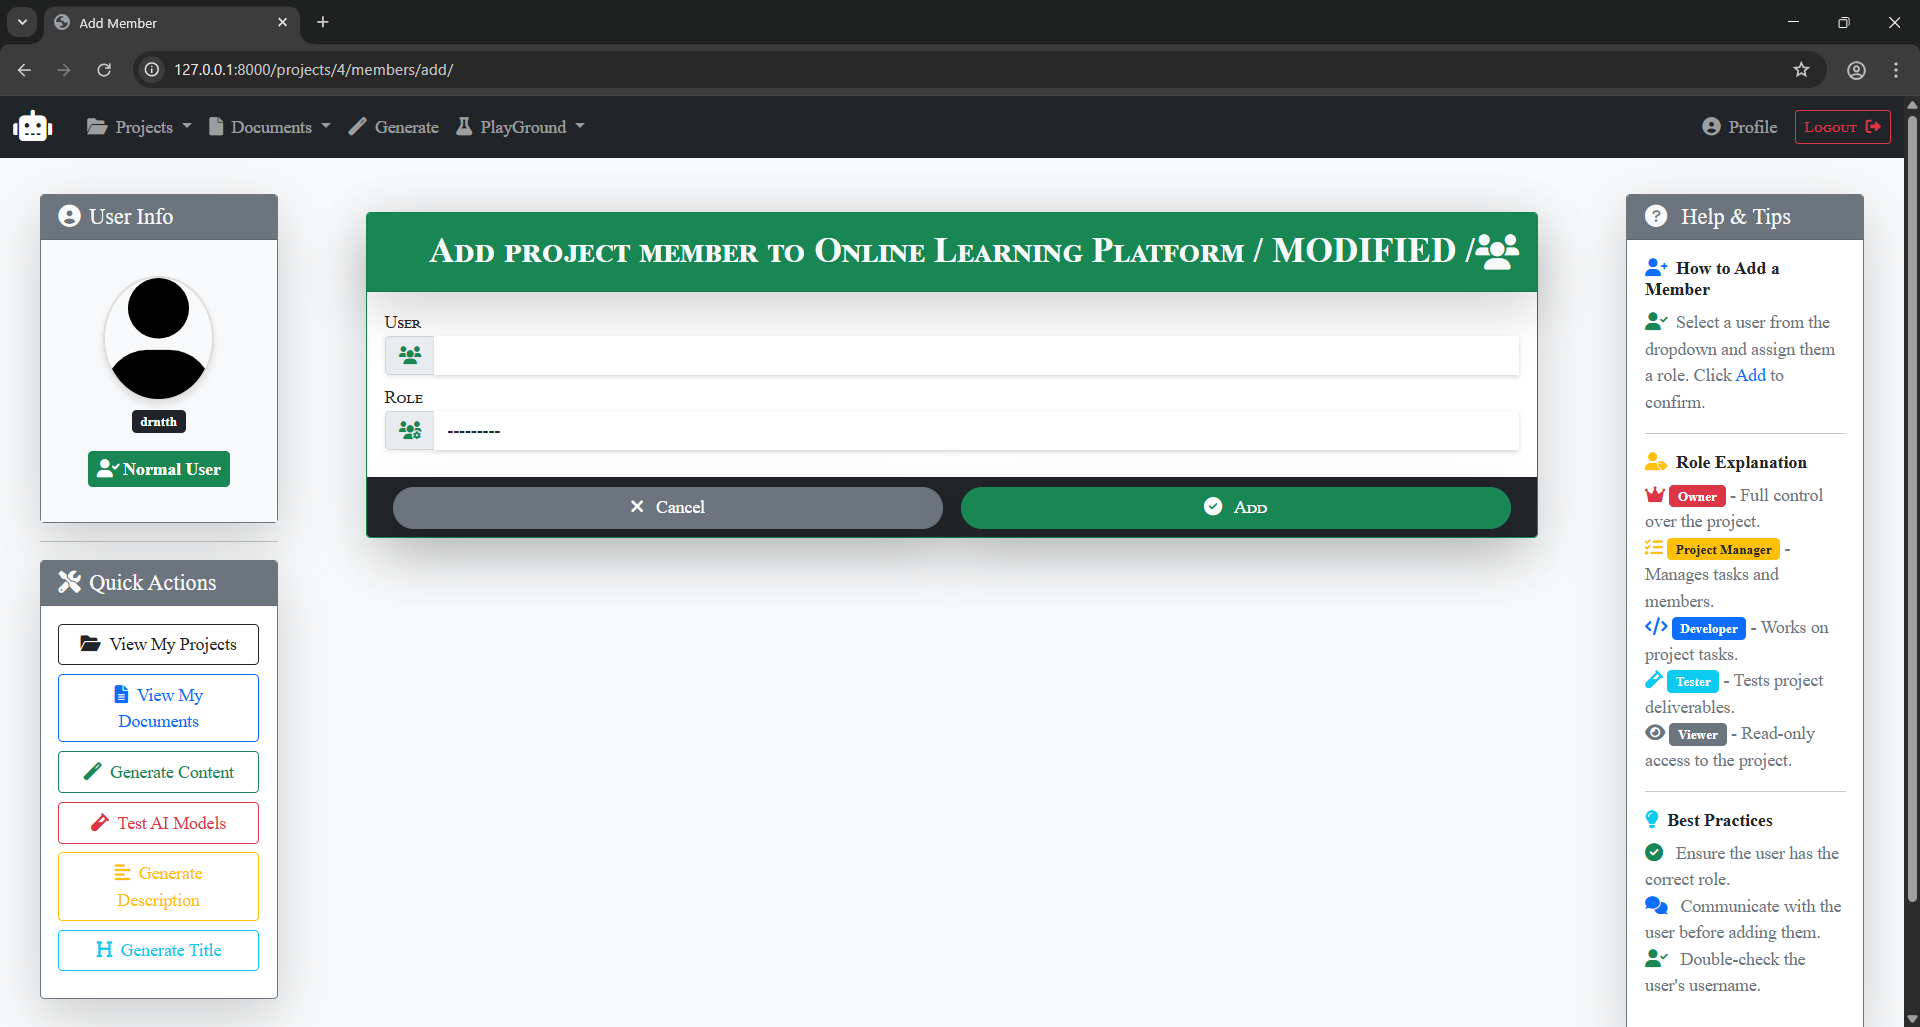 Add Member
127.0.0.1:8000/projects/4/members/add/
Projects
Documents
Generate
PlayGround
Profile
Logout
User Info
drntth
Normal User
Quick Actions
View My Projects
View My
Documents
Generate Content
Test AI Models
Generate
Description
Generate Title
Add project member to Online Learning Platform / MODIFIED /
User
Role
---------
Cancel
Add
Help & Tips
How to Add a
Member
Select a user from the
dropdown and assign them
a role. Click Add to
confirm.
Role Explanation
Owner - Full control
over the project.
Project Manager -
Manages tasks and
members.
Developer - Works on
project tasks.
Tester - Tests project
deliverables.
Viewer - Read-only
access to the project.
Best Practices
Ensure the user has the
correct role.
Communicate with the
user before adding them.
Double-check the
user's username.